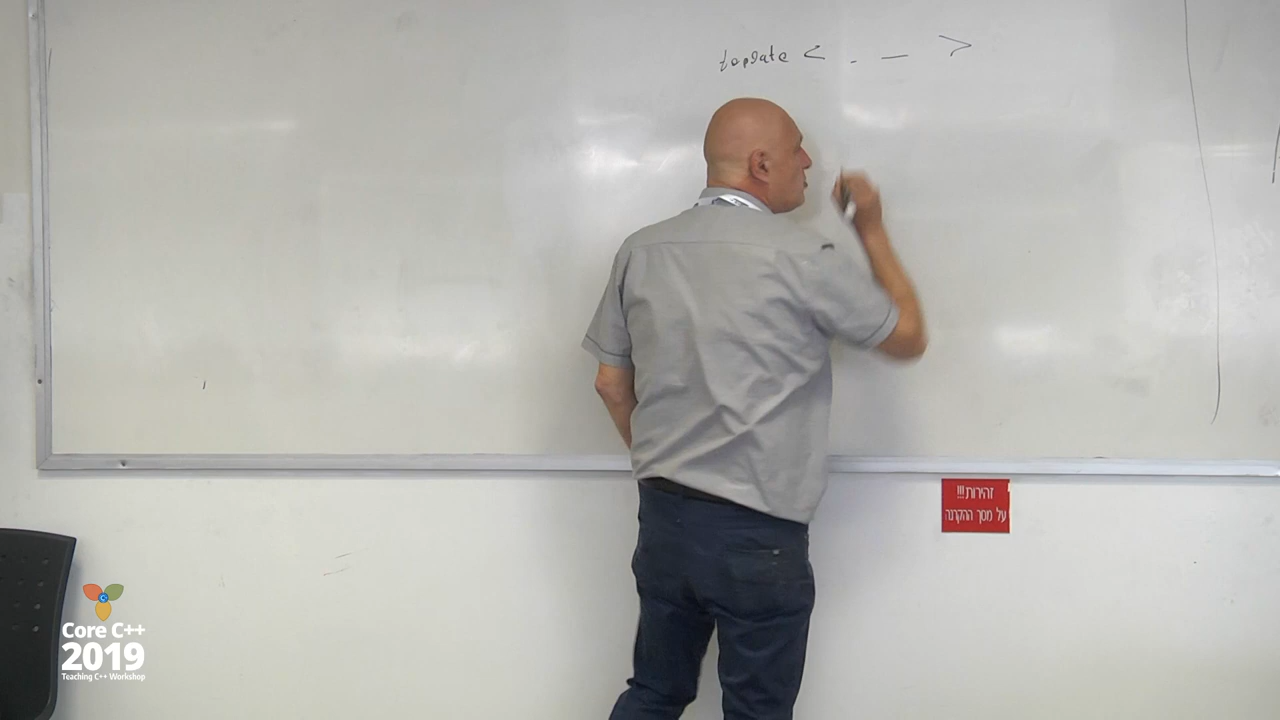 template < . — >
זהירות!!!
על מסך ההקרנה
Core C++
2019
Teaching C++ Workshop